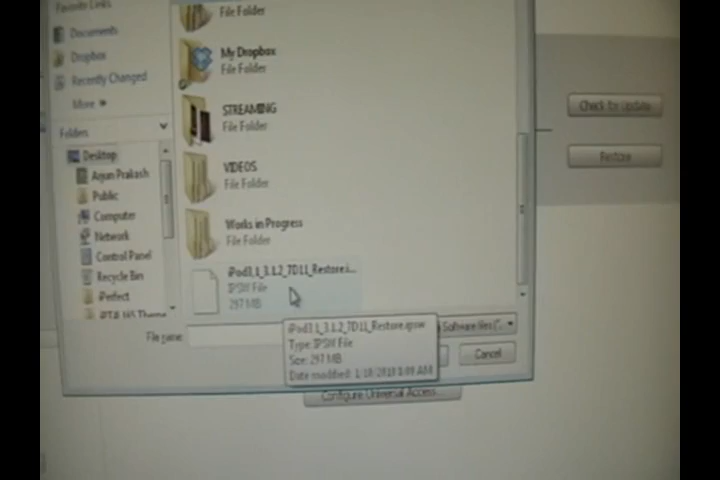 Favorite Links
Documents
Dropbox
Recently Changed
More »
Folders
Desktop
Arjun Prakash
Public
Computer
Network
Control Panel
Recycle Bin
iPerfect
File Folder
My Dropbox
File Folder
STREAMING
File Folder
VIDEOS
File Folder
Works in Progress
File Folder
iPod3,1_3.1.2_7D11_Restore.i...
IPSW File
297 MB
File name:
iPod3,1_3.1.2_7D11_Restore.ipsw
Type: IPSW File
Size: 297 MB
Date modified: 1/10/2010 3:09 AM
Software files (*.
Cancel
Configure Universal Access...
Check for Update
Restore